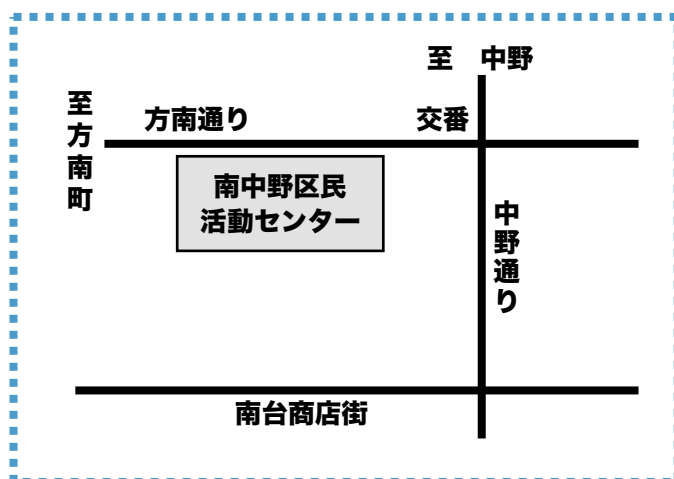 至 中野
至方南町
方南通り
交番
南中野区民
活動センター
中野通り
南台商店街